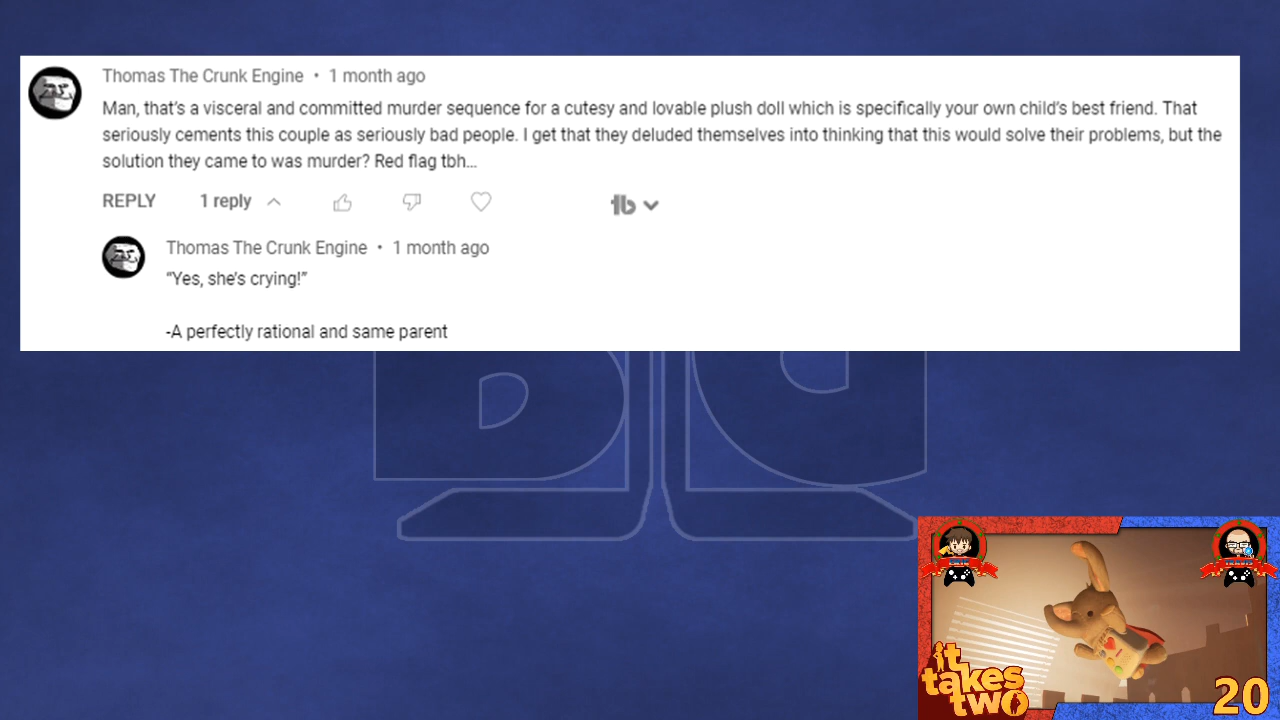 Thomas The Crunk Engine • 1 month ago
Man, that's a visceral and committed murder sequence for a cutesy and lovable plush doll which is specifically your own child's best friend. That
seriously cements this couple as seriously bad people. I get that they deluded themselves into thinking that this would solve their problems, but the
solution they came to was murder? Red flag tbh...
REPLY 1 reply
tb
Thomas The Crunk Engine • 1 month ago
“Yes, she's crying!”
-A perfectly rational and same parent
it
takes
two
20